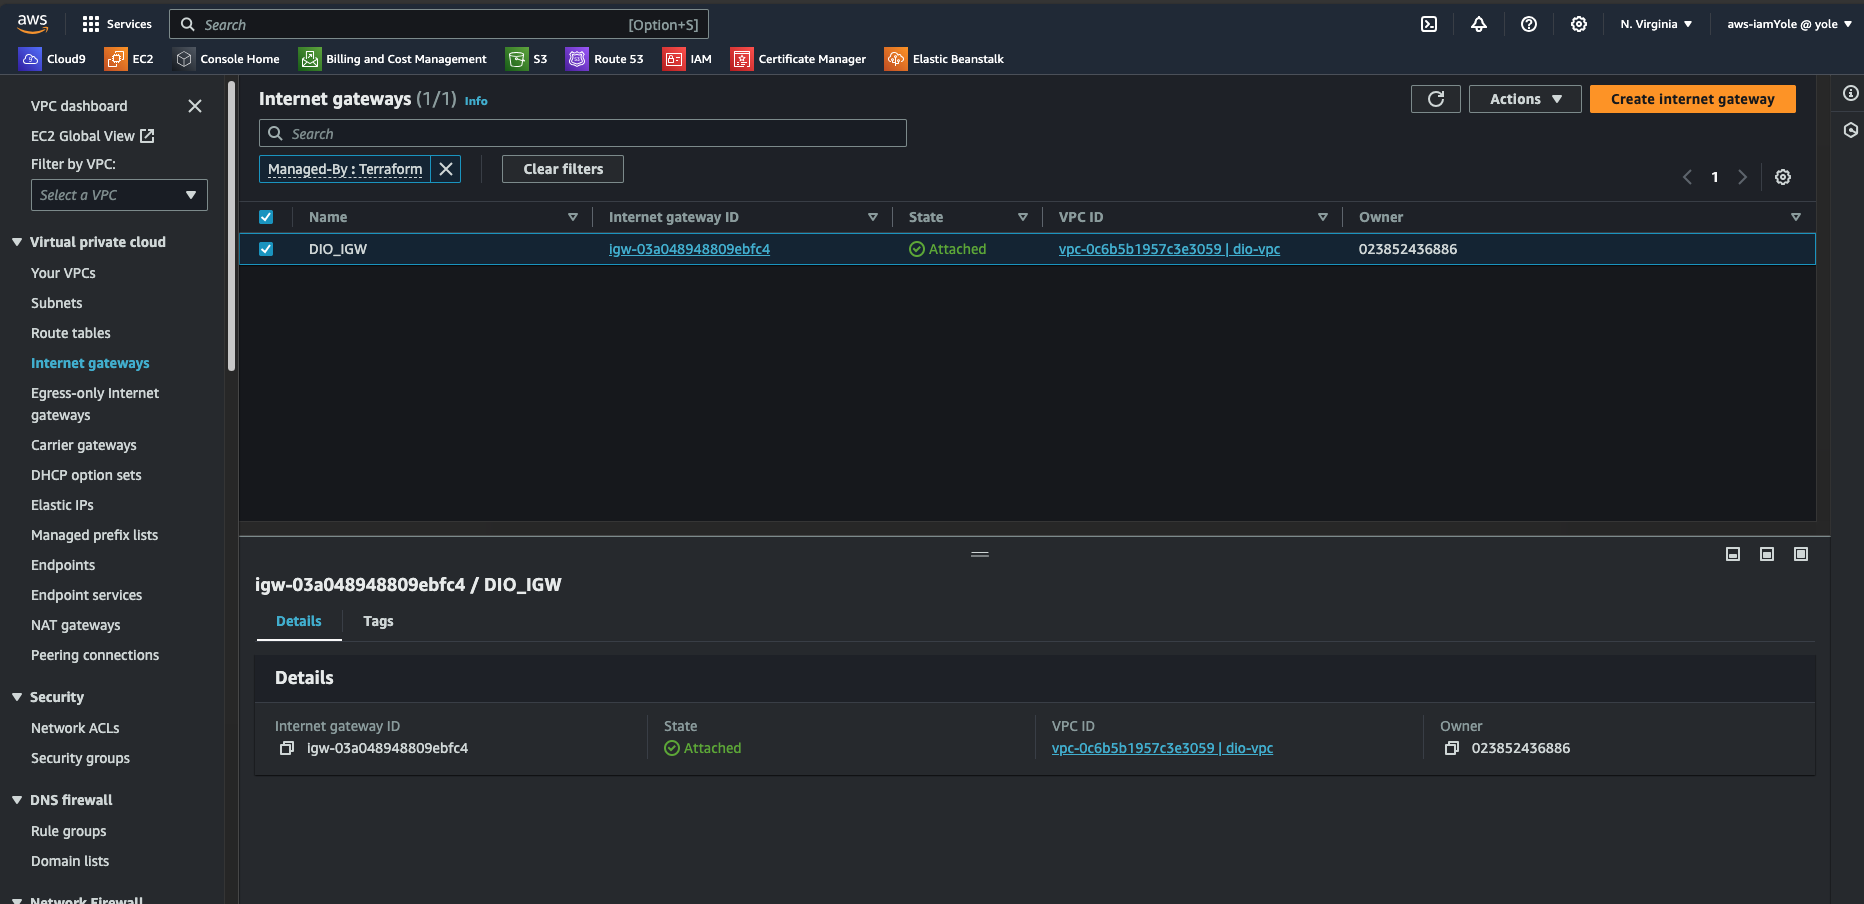 aws
Services
Search
[Option+S]
N. Virginia
aws-iamYole @ yole
Cloud9
EC2
Console Home
Billing and Cost Management
S3
Route 53
IAM
Certificate Manager
Elastic Beanstalk
VPC dashboard
EC2 Global View
Filter by VPC:
Select a VPC
Virtual private cloud
Your VPCs
Subnets
Route tables
Internet gateways
Egress-only Internet
gateways
Carrier gateways
DHCP option sets
Elastic IPs
Managed prefix lists
Endpoints
Endpoint services
NAT gateways
Peering connections
Security
Network ACLs
Security groups
DNS firewall
Rule groups
Domain lists
Network Firewall
Internet gateways (1/1) Info
Actions
Create internet gateway
Search
Managed-By : Terraform
Clear filters
1
Name
Internet gateway ID
State
VPC ID
Owner
DIO_IGW
igw-03a048948809ebfc4
Attached
vpc-0c6b5b1957c3e3059 | dio-vpc
023852436886
igw-03a048948809ebfc4 / DIO_IGW
Details
Tags
Details
Internet gateway ID
igw-03a048948809ebfc4
State
Attached
VPC ID
vpc-0c6b5b1957c3e3059 | dio-vpc
Owner
023852436886